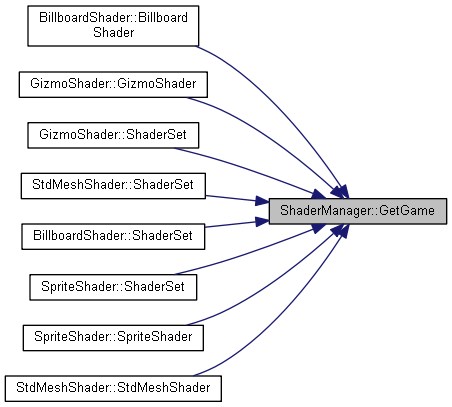 BillboardShader::Billboard
Shader
GizmoShader::GizmoShader
GizmoShader::ShaderSet
StdMeshShader::ShaderSet
ShaderManager::GetGame
BillboardShader::ShaderSet
SpriteShader::ShaderSet
SpriteShader::SpriteShader
StdMeshShader::StdMeshShader